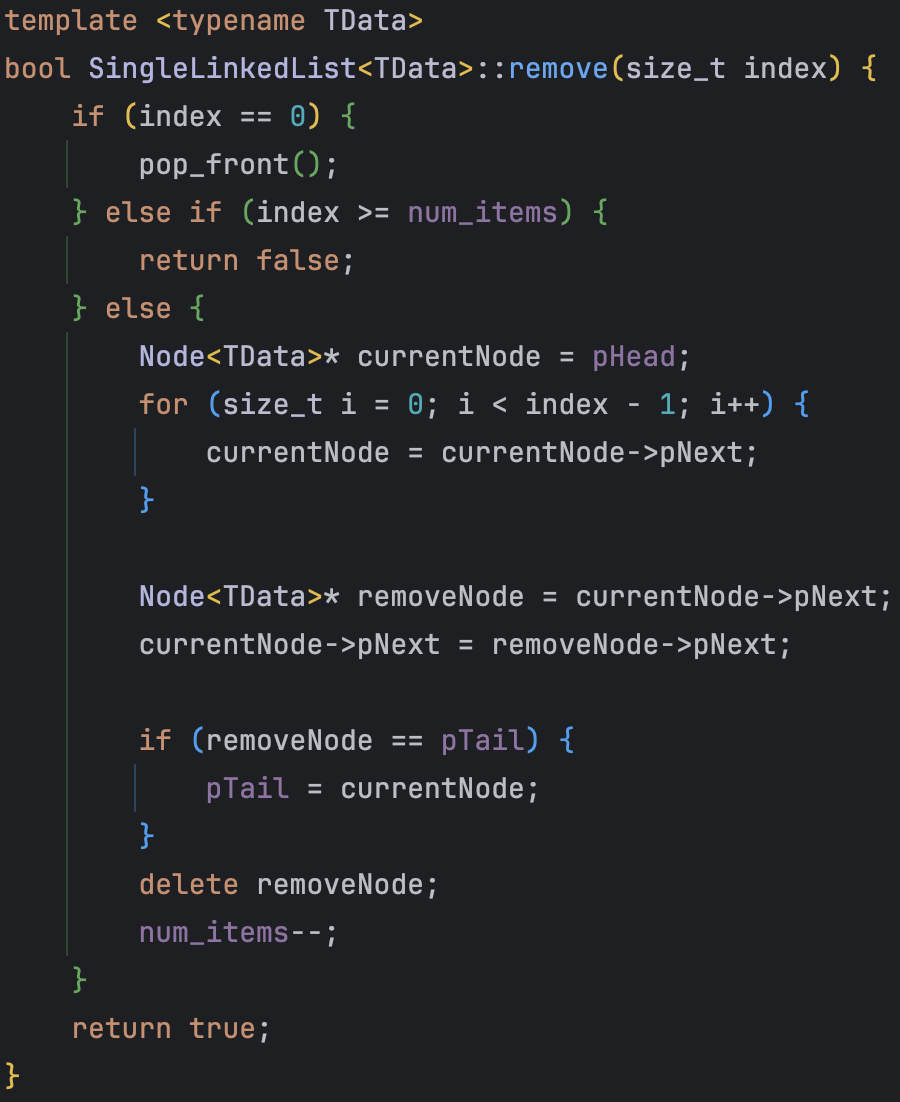 template <typename TData>
bool SingleLinkedList<TData>::remove(size_t index) {
    if (index == 0) {
        pop_front();
    } else if (index >= num_items) {
        return false;
    } else {
        Node<TData>* currentNode = pHead;
        for (size_t i = 0; i < index - 1; i++) {
            currentNode = currentNode->pNext;
        }

        Node<TData>* removeNode = currentNode->pNext;
        currentNode->pNext = removeNode->pNext;

        if (removeNode == pTail) {
            pTail = currentNode;
        }
        delete removeNode;
        num_items--;
    }
    return true;
}